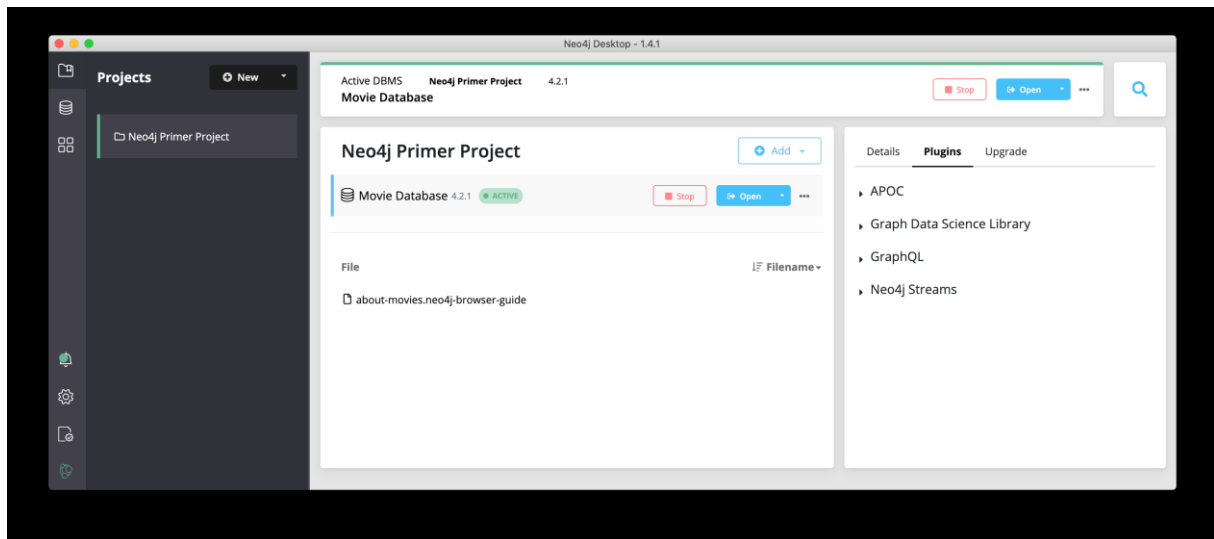 Neo4j Desktop - 1.4.1
Projects
New
Neo4j Primer Project
Active DBMS Neo4j Primer Project 4.2.1
Movie Database
Stop
Open
Neo4j Primer Project
Add
Movie Database 4.2.1 ACTIVE
Stop
Open
File
Filename
about-movies.neo4j-browser-guide
Details Plugins Upgrade
APOC
Graph Data Science Library
GraphQL
Neo4j Streams